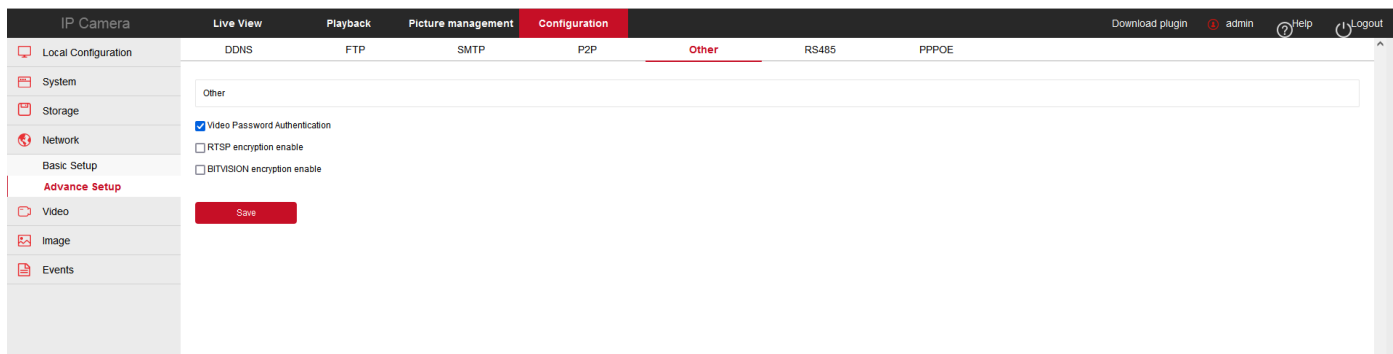 IP Camera Live View Playback Picture management Configuration Download plugin admin Help Logout
Local Configuration
System
Storage
Network
Basic Setup
Advance Setup
Video
Image
Events
DDNS FTP SMTP P2P Other RS485 PPPOE
Other
Video Password Authentication
RTSP encryption enable
BITVISION encryption enable
Save